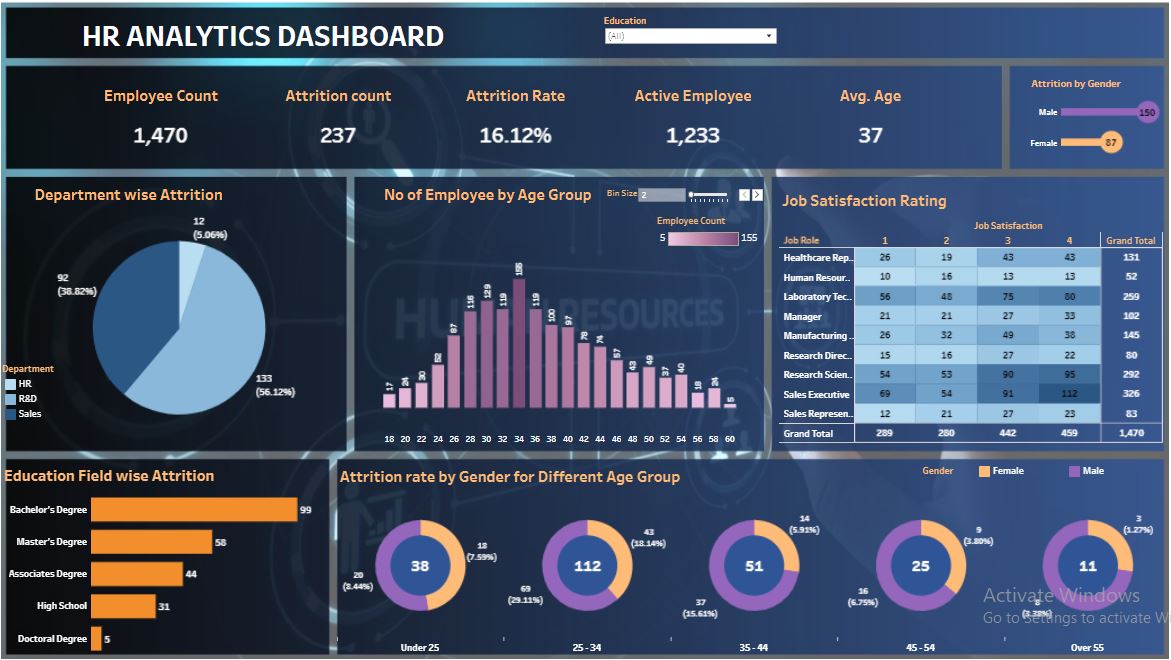 Education
HR ANALYTICS DASHBOARD
(All)
Employee Count Attrition count Attrition Rate Active Employee Avg. Age
1,470 237 16.12% 1,233 37
Attrition by Gender
Male 150
Female 87
Department wise Attrition
12
(5.06%)
92
(38.82%)
133
(56.12%)
Department
HR
R&D
Sales
No of Employee by Age Group
Bin Size 2
Employee Count
5 155
17 24 30 52 87 116 129 119 155 119 100 97 78 74 57 43 49 37 40 18 24 5
18 20 22 24 26 28 30 32 34 36 38 40 42 44 46 48 50 52 54 56 58 60
HUMAN RESOURCES
Job Satisfaction Rating
Job Satisfaction
Job Role 1 2 3 4 Grand Total
Healthcare Rep.. 26 19 43 43 131
Human Resour.. 10 16 13 13 52
Laboratory Tec.. 56 48 75 80 259
Manager 21 21 27 33 102
Manufacturing .. 26 32 49 38 145
Research Direc.. 15 16 27 22 80
Research Scien.. 54 53 90 95 292
Sales Executive 69 54 91 112 326
Sales Represen.. 12 21 27 23 83
Grand Total 289 280 442 459 1,470
Education Field wise Attrition
Bachelor's Degree 99
Master's Degree 58
Associates Degree 44
High School 31
Doctoral Degree 5
Attrition rate by Gender for Different Age Group
Gender Female Male
38
18
(7.59%)
20
(8.44%)
Under 25
112
43
(18.14%)
69
(29.11%)
25 - 34
51
14
(5.91%)
37
(15.61%)
35 - 44
25
9
(3.80%)
16
(6.75%)
45 - 54
11
3
(1.27%)
8
(3.38%)
Over 55
Activate Windows
Go to Settings to activate W